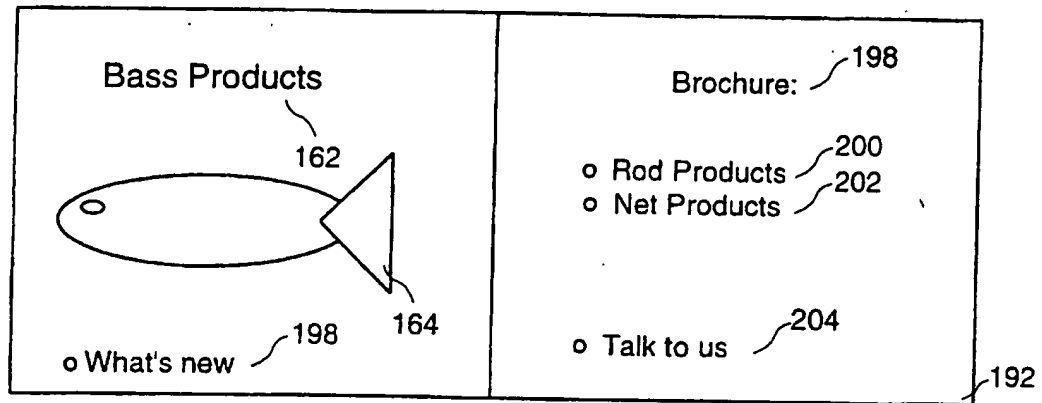 Bass Products
162
164
What's new 198
Brochure: 198
Rod Products 200
Net Products 202
Talk to us 204
192